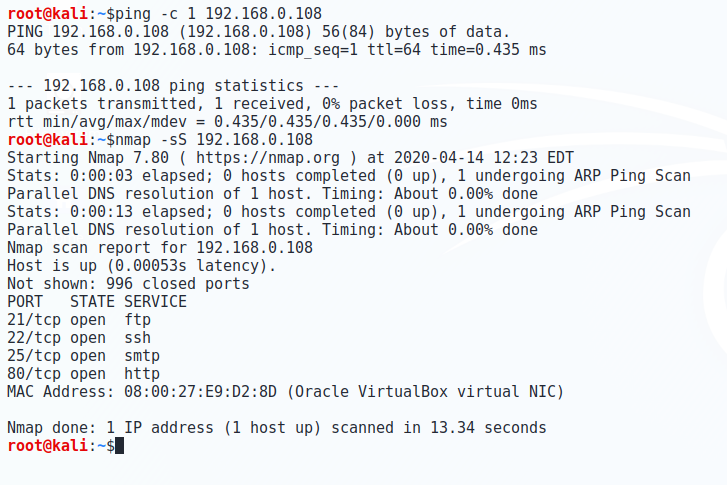 root@kali:~$ping -c 1 192.168.0.108
PING 192.168.0.108 (192.168.0.108) 56(84) bytes of data.
64 bytes from 192.168.0.108: icmp_seq=1 ttl=64 time=0.435 ms

--- 192.168.0.108 ping statistics ---
1 packets transmitted, 1 received, 0% packet loss, time 0ms
rtt min/avg/max/mdev = 0.435/0.435/0.435/0.000 ms
root@kali:~$nmap -sS 192.168.0.108
Starting Nmap 7.80 ( https://nmap.org ) at 2020-04-14 12:23 EDT
Stats: 0:00:03 elapsed; 0 hosts completed (0 up), 1 undergoing ARP Ping Scan
Parallel DNS resolution of 1 host. Timing: About 0.00% done
Stats: 0:00:13 elapsed; 0 hosts completed (0 up), 1 undergoing ARP Ping Scan
Parallel DNS resolution of 1 host. Timing: About 0.00% done
Nmap scan report for 192.168.0.108
Host is up (0.00053s latency).
Not shown: 996 closed ports
PORT   STATE SERVICE
21/tcp open  ftp
22/tcp open  ssh
25/tcp open  smtp
80/tcp open  http
MAC Address: 08:00:27:E9:D2:8D (Oracle VirtualBox virtual NIC)

Nmap done: 1 IP address (1 host up) scanned in 13.34 seconds
root@kali:~$